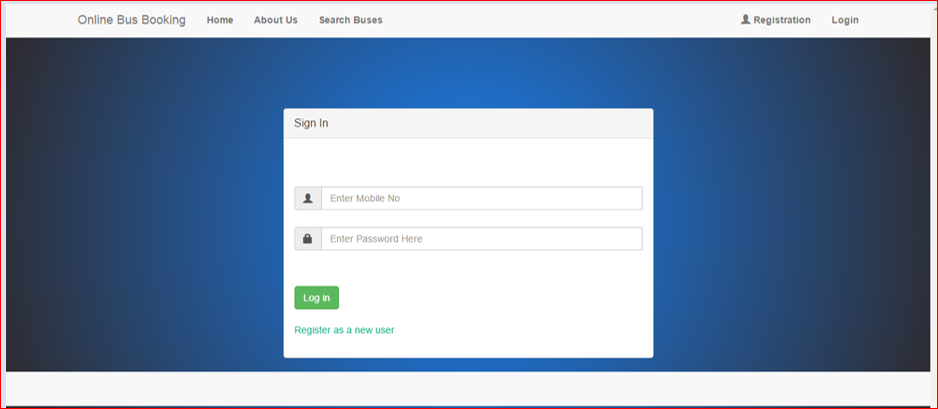 Online Bus Booking Home About Us Search Buses Registration Login
Sign In
Enter Mobile No
Enter Password Here
Log in
Register as a new user